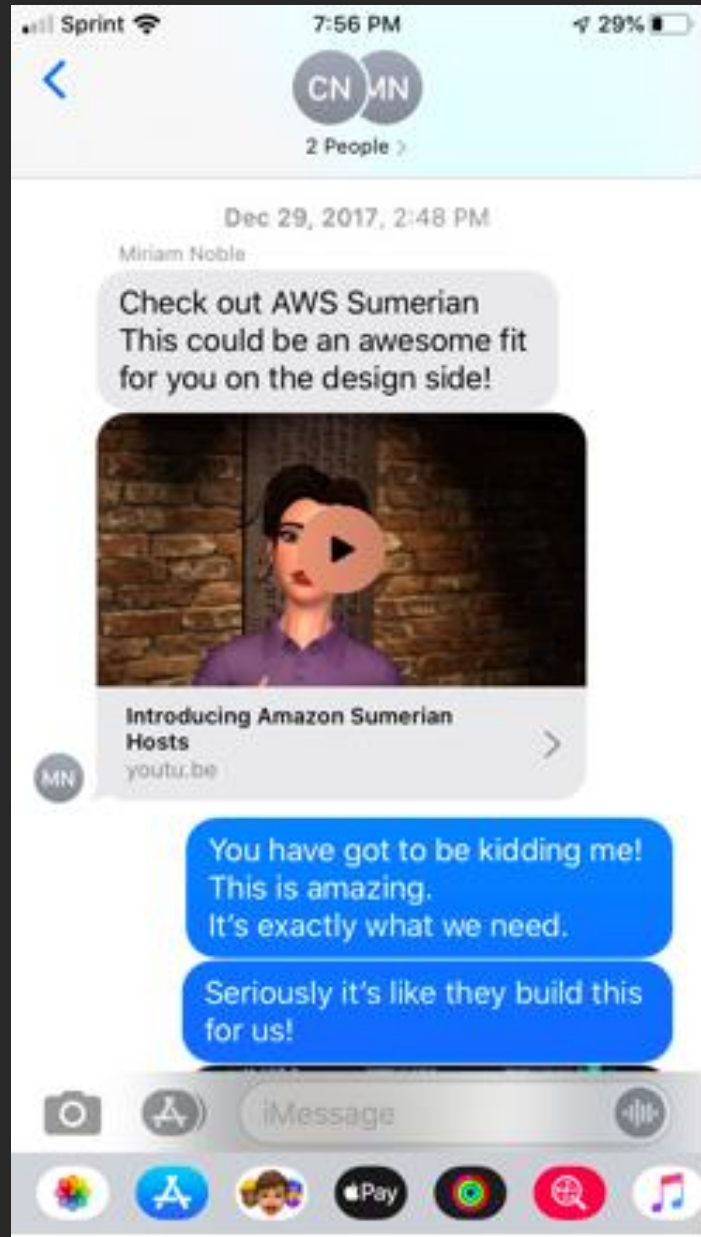 Sprint
7:56 PM
29%
CN
MN
2 People >
Dec 29, 2017, 2:48 PM
Miriam Noble
Check out AWS Sumerian
This could be an awesome fit
for you on the design side!
Introducing Amazon Sumerian
Hosts
youtu.be
MN
You have got to be kidding me!
This is amazing.
It's exactly what we need.
Seriously it's like they build this
for us!
iMessage
Pay